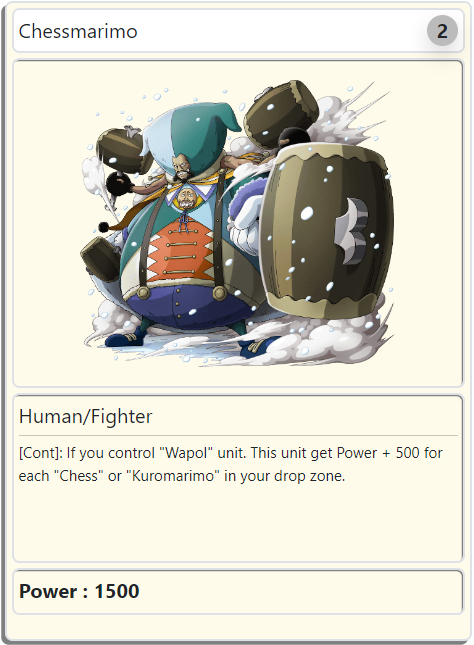 Chessmarimo
2
Human/Fighter
[Cont]: If you control "Wapol" unit. This unit get Power + 500 for
each "Chess" or "Kuromarimo" in your drop zone.
Power : 1500